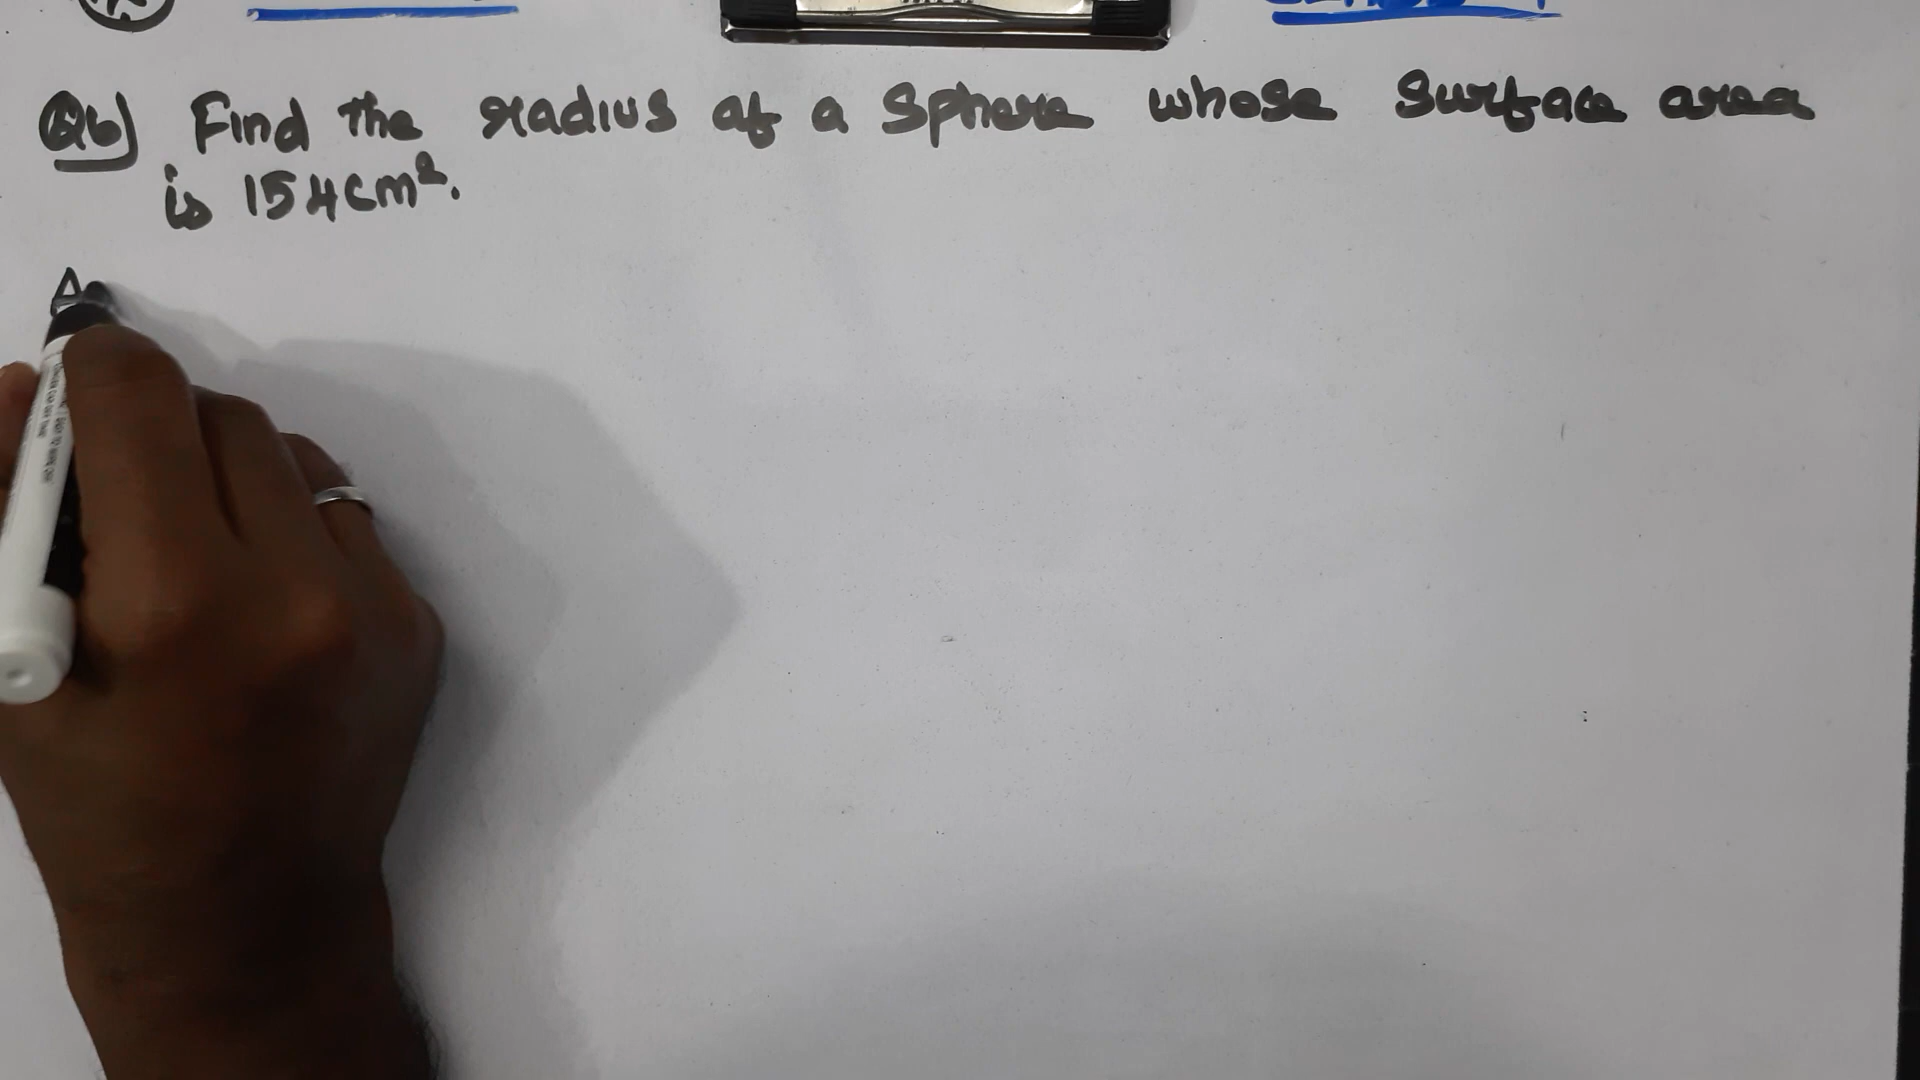 Q6) Find the radius of a sphere whose surface area
is 154cm².
A